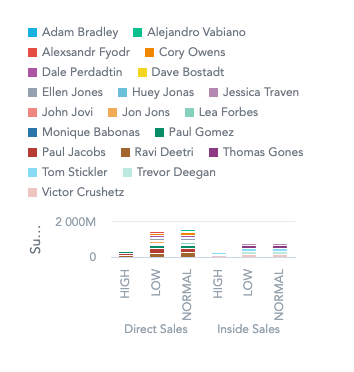 Adam Bradley Alejandro Vabiano
Alexsandr Fyodr Cory Owens
Dale Perdadtin Dave Bostadt
Ellen Jones Huey Jonas Jessica Traven
John Jovi Jon Jons Lea Forbes
Monique Babonas Paul Gomez
Paul Jacobs Ravi Deetri Thomas Gones
Tom Stickler Trevor Deegan
Victor Crushetz
2 000M
Su...
0
HIGH LOW NORMAL HIGH LOW NORMAL
Direct Sales Inside Sales